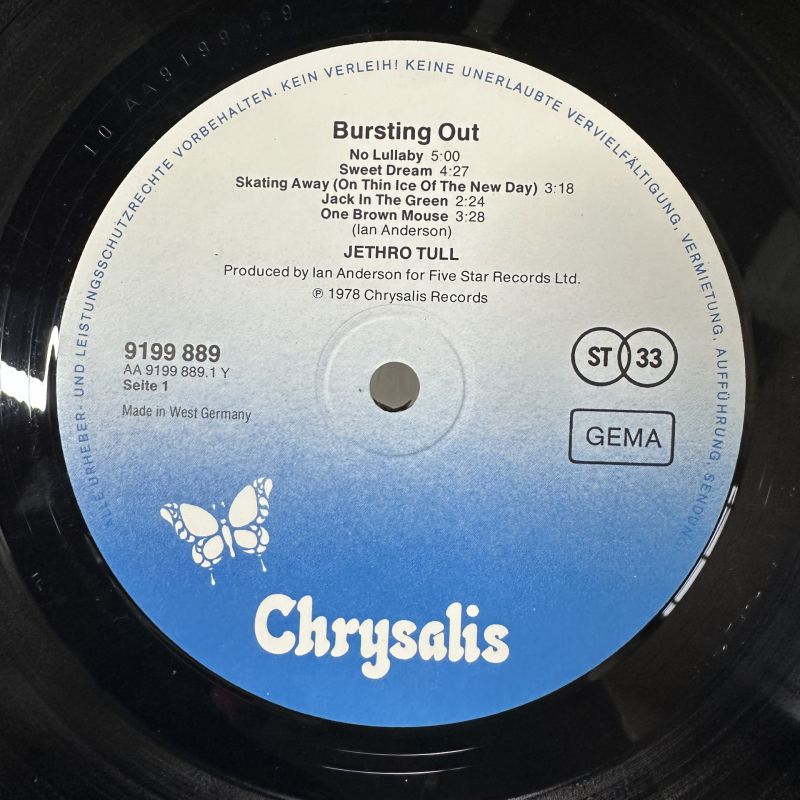 10 AA9199889
ALLE URHEBER- UND LEISTUNGSSCHUTZRECHTE VORBEHALTEN. KEIN VERLEIH! KEINE UNERLAUBTE VERVIELFÄLTIGUNG, VERMIETUNG, AUFFÜHRUNG, SENDUNG
Bursting Out
No Lullaby 5:00
Sweet Dream 4:27
Skating Away (On Thin Ice Of The New Day) 3:18
Jack In The Green 2:24
One Brown Mouse 3:28
(Ian Anderson)
JETHRO TULL
Produced by Ian Anderson for Five Star Records Ltd.
℗ 1978 Chrysalis Records
9199 889
AA 9199 889.1 Y
Seite 1
Made in West Germany
ST 33
GEMA
Chrysalis